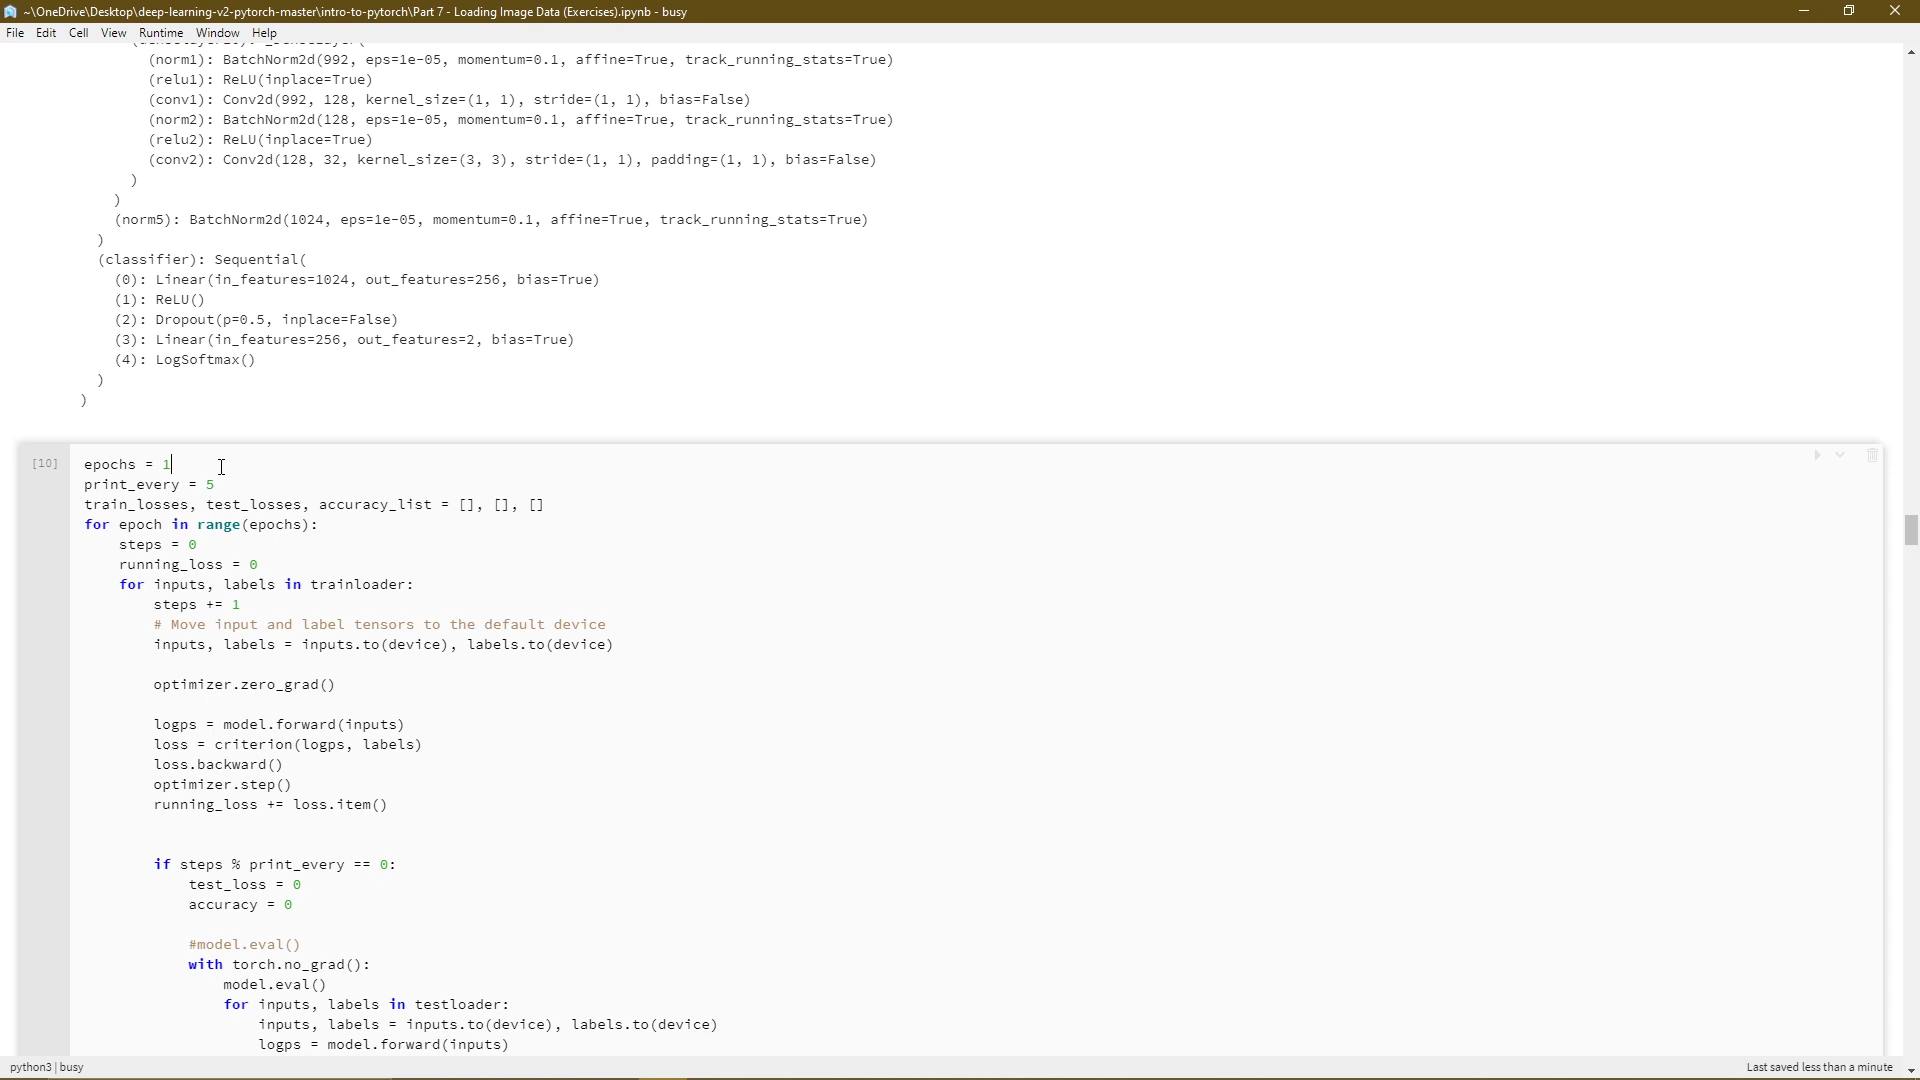 ~\OneDrive\Desktop\deep-learning-v2-pytorch-master\intro-to-pytorch\Part 7 - Loading Image Data (Exercises).ipynb - busy
File Edit Cell View Runtime Window Help
(norm1): BatchNorm2d(992, eps=1e-05, momentum=0.1, affine=True, track_running_stats=True)
(relu1): ReLU(inplace=True)
(conv1): Conv2d(992, 128, kernel_size=(1, 1), stride=(1, 1), bias=False)
(norm2): BatchNorm2d(128, eps=1e-05, momentum=0.1, affine=True, track_running_stats=True)
(relu2): ReLU(inplace=True)
(conv2): Conv2d(128, 32, kernel_size=(3, 3), stride=(1, 1), padding=(1, 1), bias=False)
)
)
(norm5): BatchNorm2d(1024, eps=1e-05, momentum=0.1, affine=True, track_running_stats=True)
)
(classifier): Sequential(
(0): Linear(in_features=1024, out_features=256, bias=True)
(1): ReLU()
(2): Dropout(p=0.5, inplace=False)
(3): Linear(in_features=256, out_features=2, bias=True)
(4): LogSoftmax()
)
)
[10] epochs = 1
print_every = 5
train_losses, test_losses, accuracy_list = [], [], []
for epoch in range(epochs):
steps = 0
running_loss = 0
for inputs, labels in trainloader:
steps += 1
# Move input and label tensors to the default device
inputs, labels = inputs.to(device), labels.to(device)
optimizer.zero_grad()
logps = model.forward(inputs)
loss = criterion(logps, labels)
loss.backward()
optimizer.step()
running_loss += loss.item()
if steps % print_every == 0:
test_loss = 0
accuracy = 0
#model.eval()
with torch.no_grad():
model.eval()
for inputs, labels in testloader:
inputs, labels = inputs.to(device), labels.to(device)
logps = model.forward(inputs)
python3 | busy
Last saved less than a minute